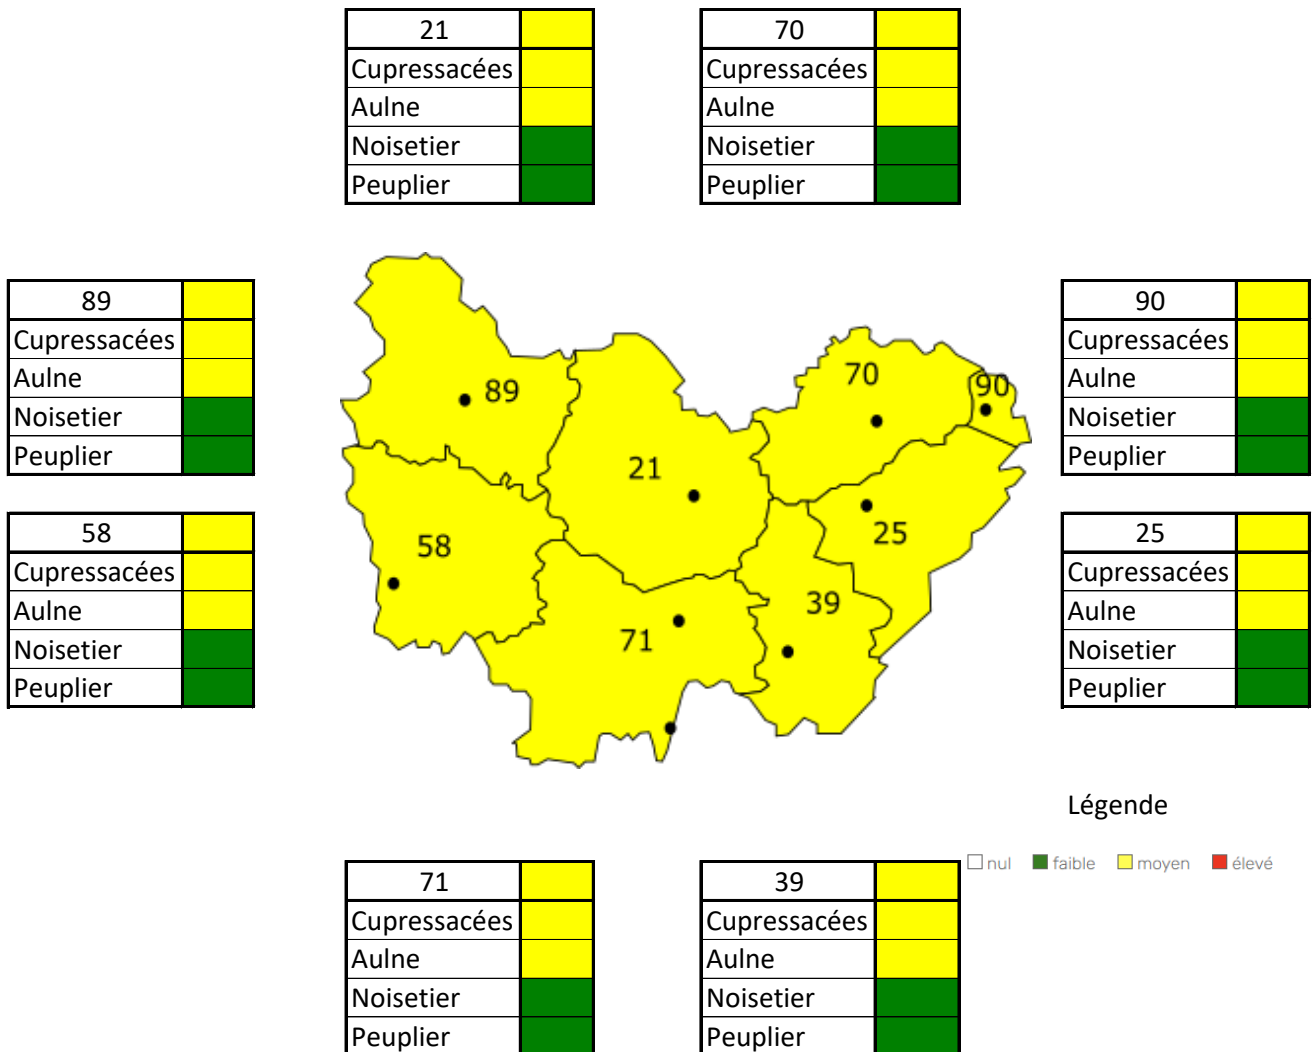 21
Cupressacées
Aulne
Noisetier
Peuplier
70
Cupressacées
Aulne
Noisetier
Peuplier
89
Cupressacées
Aulne
Noisetier
Peuplier
58
Cupressacées
Aulne
Noisetier
Peuplier
89
70
90
21
58
25
39
71
90
Cupressacées
Aulne
Noisetier
Peuplier
25
Cupressacées
Aulne
Noisetier
Peuplier
Légende
nul faible moyen élevé
71
Cupressacées
Aulne
Noisetier
Peuplier
39
Cupressacées
Aulne
Noisetier
Peuplier